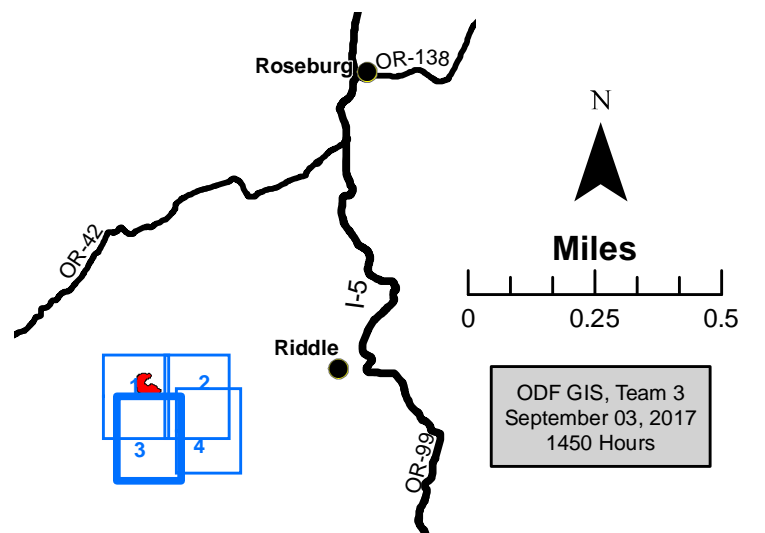 Roseburg
OR-138
N
OR-42
Miles
I-5
0 0.25 0.5
Riddle
1 2
3 4
ODF GIS, Team 3
September 03, 2017
1450 Hours
OR-99